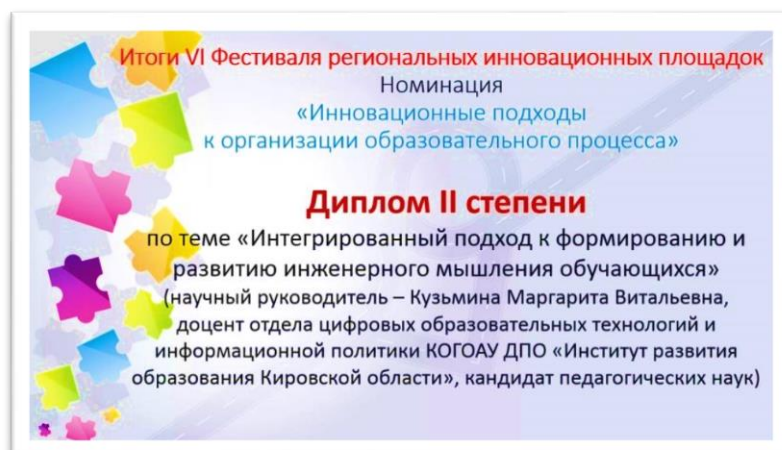 Итоги VI Фестиваля региональных инновационных площадок
Номинация
«Инновационные подходы
к организации образовательного процесса»
Диплом II степени
по теме «Интегрированный подход к формированию и
развитию инженерного мышления обучающихся»
(научный руководитель – Кузьмина Маргарита Витальевна,
доцент отдела цифровых образовательных технологий и
информационной политики КОГОАУ ДПО «Институт развития
образования Кировской области», кандидат педагогических наук)